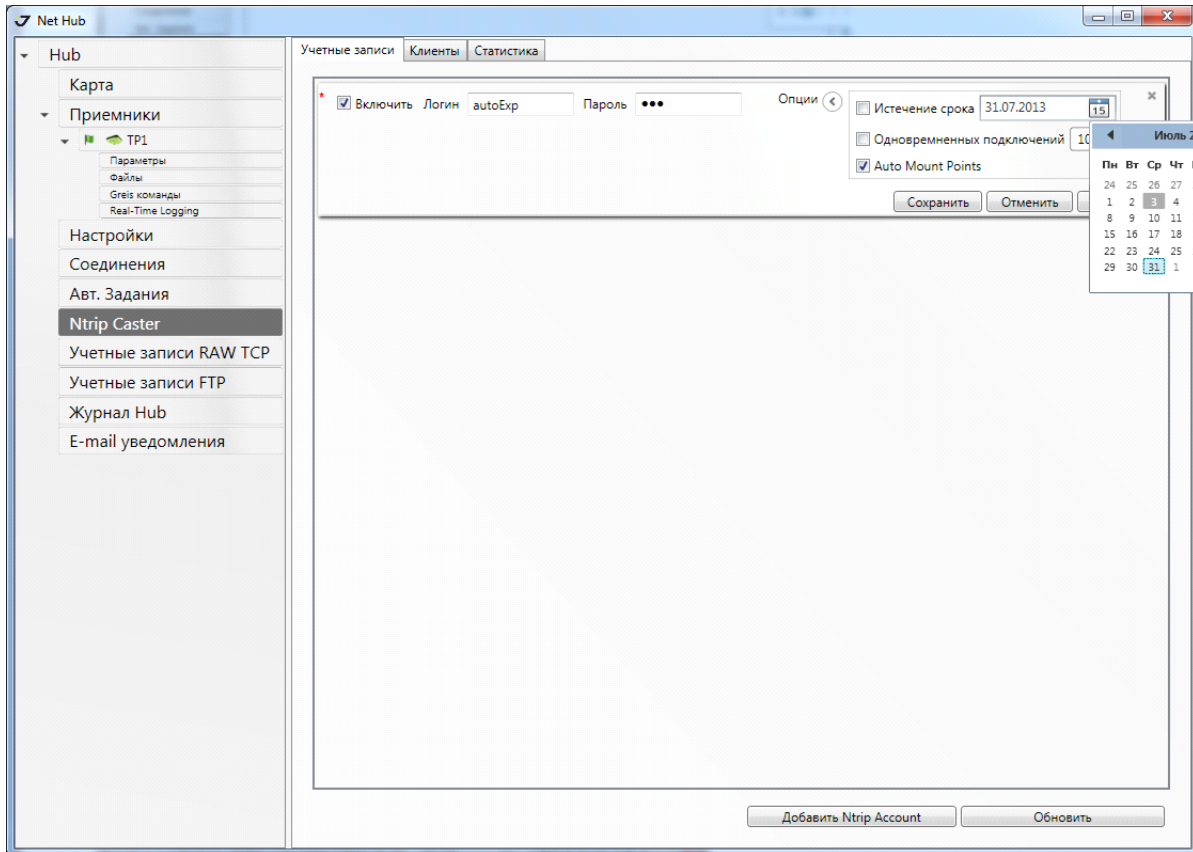 Net Hub
Hub
Карта
Приемники
TP1
Параметры
Файлы
Greis команды
Real-Time Logging
Настройки
Соединения
Авт. Задания
Ntrip Caster
Учетные записи RAW TCP
Учетные записи FTP
Журнал Hub
E-mail уведомления
Учетные записи Клиенты Статистика
* Включить Логин autoExp Пароль ••• Опции
Истечение срока 31.07.2013 15
Одновремнных подключений 10
Auto Mount Points
Сохранить Отменить
Июль 2
Пн Вт Ср Чт
24 25 26 27
1 2 3 4
8 9 10 11
15 16 17 18
22 23 24 25
29 30 31 1
Добавить Ntrip Account Обновить